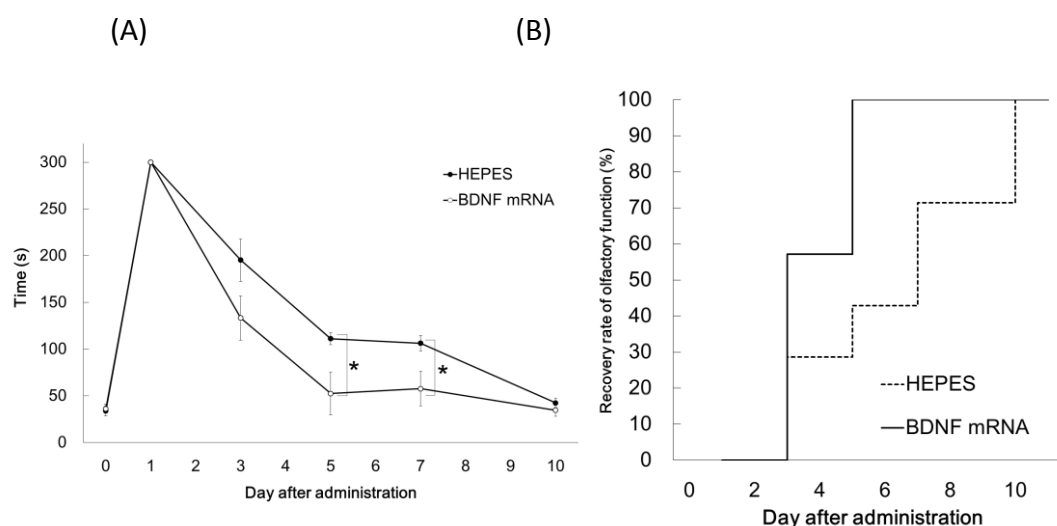 (A)
(B)
Time (s)
300
250
200
150
100
50
0
HEPES
BDNF mRNA
*
*
0 1 2 3 4 5 6 7 8 9 10
Day after administration
Recovery rate of olfactory function (%)
100
90
80
70
60
50
40
30
20
10
0
HEPES
BDNF mRNA
0 2 4 6 8 10
Day after administration